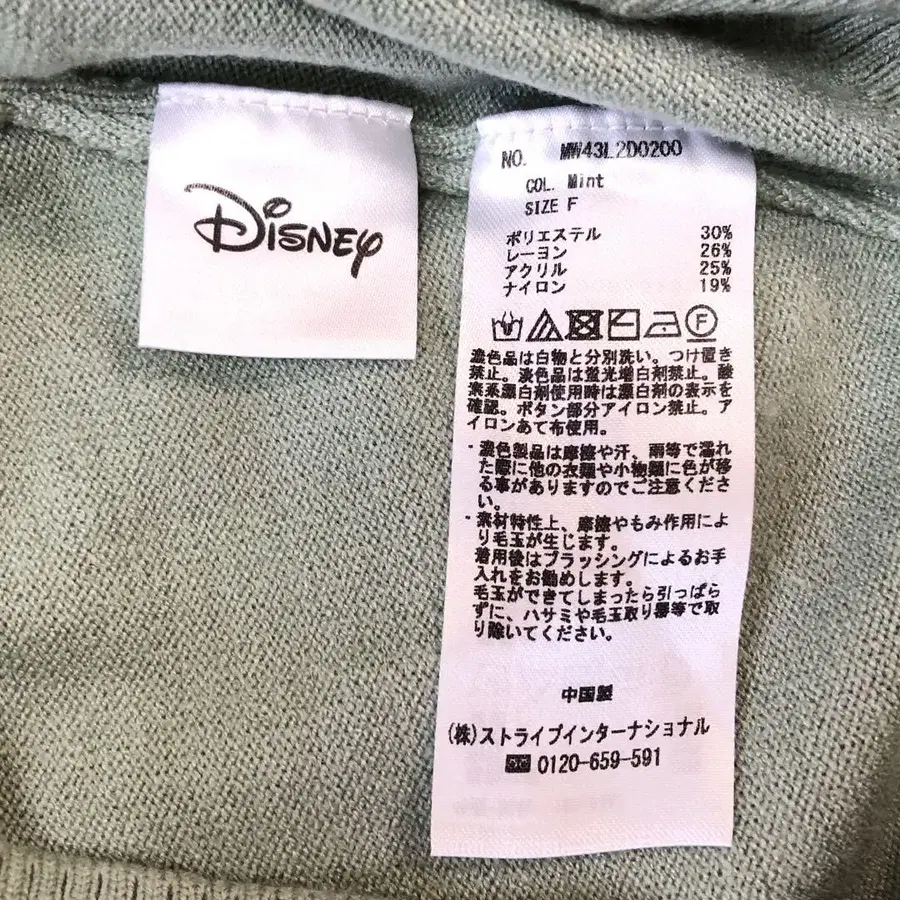 Disney
NO. MW43L2D0200
COL. Mint
SIZE F
ポリエステル 30%
レーヨン 26%
アクリル 25%
ナイロン 19%
F
濃色品は白物と分別洗い。つけ置き
禁止。淡色品は蛍光増白剤禁止。酸
素系漂白剤使用時は漂白剤の表示を
確認。ボタン部分アイロン禁止。ア
イロンあて布使用。
・濃色製品は摩擦や汗、雨等で濡れ
た際に他の衣類や小物類に色が移
る事がありますのでご注意くださ
い。
・素材特性上、摩擦やもみ作用によ
り毛玉が生じます。
着用後はブラッシングによるお手
入れをお勧めします。
毛玉ができてしまったら引っぱら
ずに、ハサミや毛玉取り器等で取
り除いてください。
中国製
(株)ストライプインターナショナル
0120-659-591